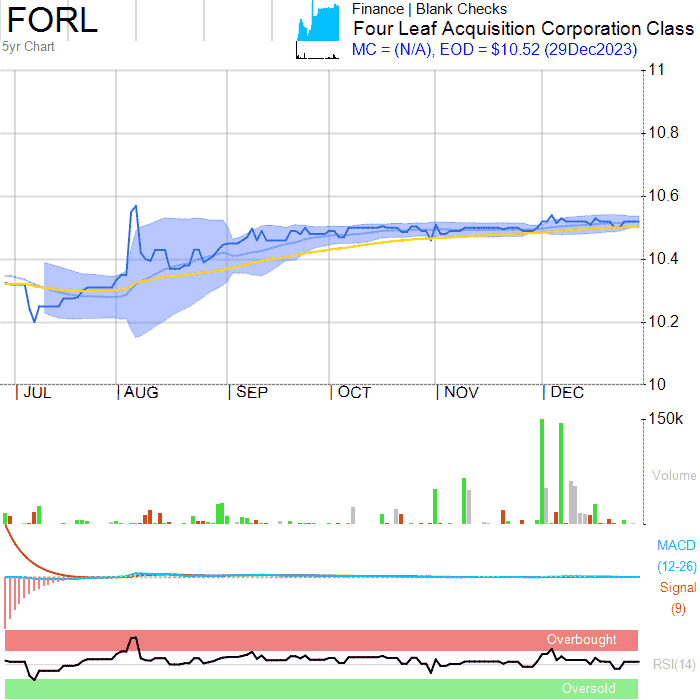 FORL
5yr Chart
Finance | Blank Checks
Four Leaf Acquisition Corporation Class
MC = (N/A), EOD = $10.52 (29Dec2023)
11
10.8
10.6
10.4
10.2
10
JUL AUG SEP OCT NOV DEC
150k
Volume
MACD
(12-26)
Signal
(9)
Overbought
RSI(14)
Oversold